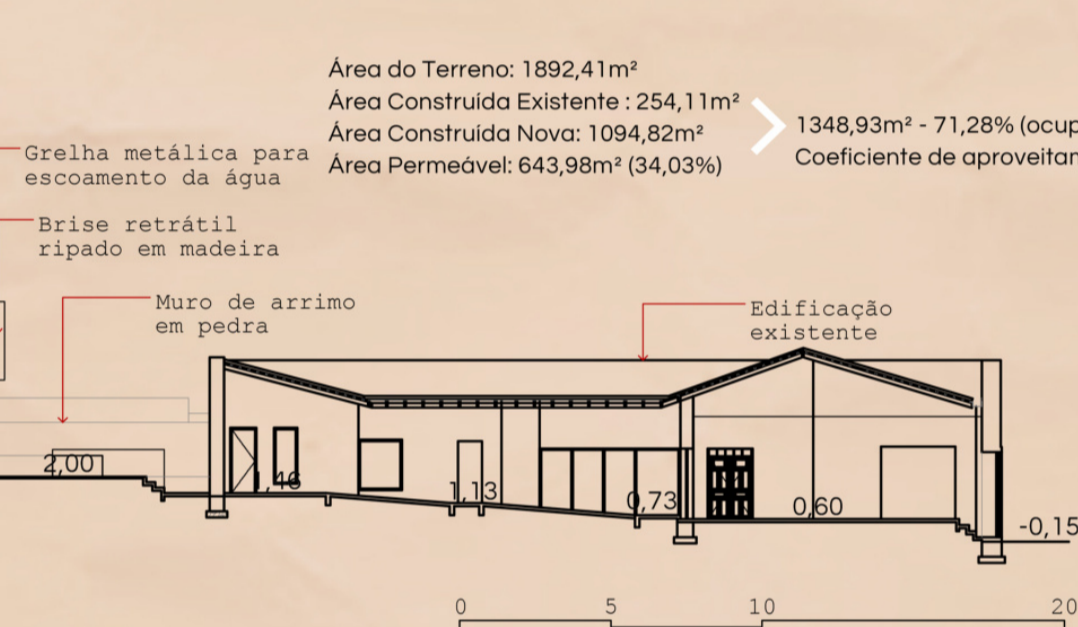 Área do Terreno: 1892,41m²
Área Construída Existente : 254,11m²
Área Construída Nova: 1094,82m²
Área Permeável: 643,98m² (34,03%)
1348,93m² - 71,28% (ocup
Coeficiente de aproveitan
Grelha metálica para
escoamento da água
Brise retrátil
ripado em madeira
Muro de arrimo
em pedra
Edificação
existente
2,00
1,13
0,73
0,60
-0,15
0 5 10 20